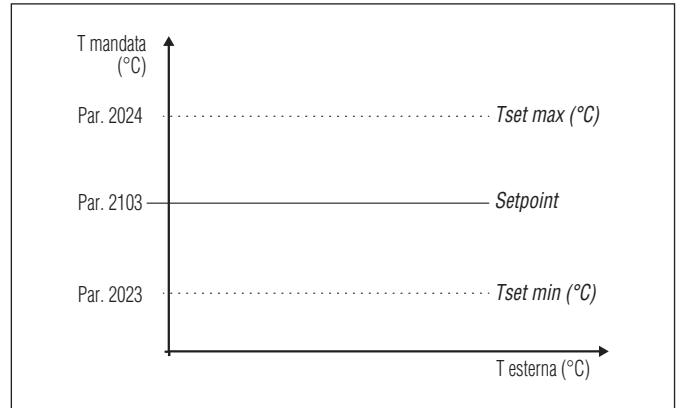 T mandata
(°C)
Par. 2024
Tset max (°C)
Par. 2103
Setpoint
Par. 2023
Tset min (°C)
T esterna (°C)